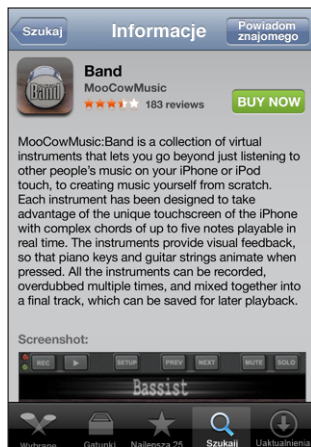 Szukaj Informacje Powiadom znajomego
Band
Band
MooCowMusic
183 reviews
BUY NOW
MooCowMusic:Band is a collection of virtual
instruments that lets you go beyond just listening to
other people's music on your iPhone or iPod
touch, to creating music yourself from scratch.
Each instrument has been designed to take
advantage of the unique touchscreen of the iPhone
with complex chords of up to five notes playable in
real time. The instruments provide visual feedback,
so that piano keys and guitar strings animate when
pressed. All the instruments can be recorded,
overdubbed multiple times, and mixed together into
a final track, which can be saved for later playback.
Screenshot:
REC SETUP PREV NEXT MUTE SOLO
Bassist
Wybrane Gatunki Najlepsza 25 Szukaij Uaktualnienia